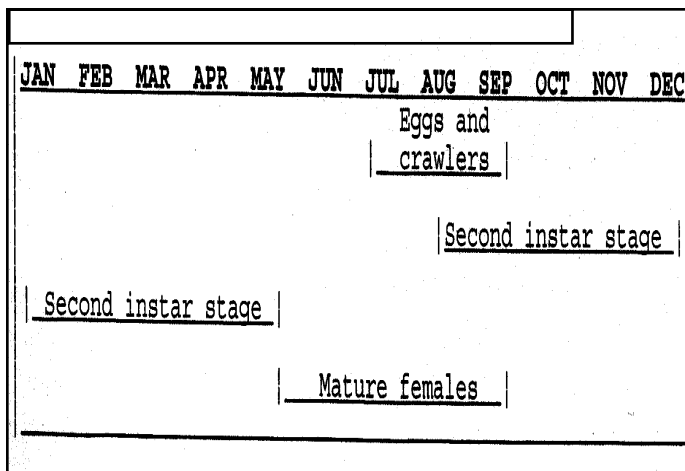 JAN FEB MAR APR MAY JUN JUL AUG SEP OCT NOV DEC
Eggs and
crawlers
Second instar stage
Second instar stage
Mature females